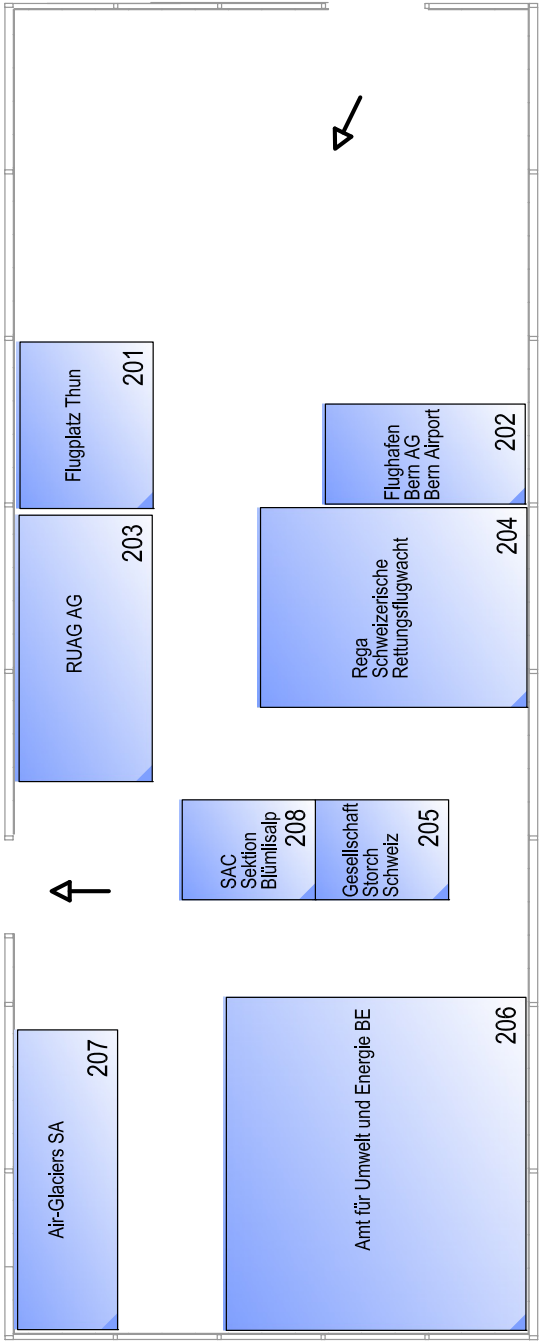 Flugplatz Thun
201
Flughafen
Bern AG
Bern Airport
202
RUAG AG
203
Rega
Schweizerische
Rettungsflugwacht
204
SAC
Sektion
Blümlisalp
208
Gesellschaft
Storch
Schweiz
205
Air-Glaciers SA
207
Amt für Umwelt und Energie BE
206